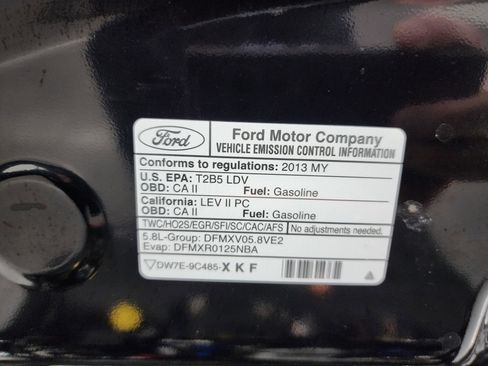 Ford
Ford Motor Company
VEHICLE EMISSION CONTROL INFORMATION
Conforms to regulations: 2013 MY
U.S. EPA: T2B5 LDV
OBD: CA II Fuel: Gasoline
California: LEV II PC
OBD: CA II Fuel: Gasoline
TWC/HO2S/EGR/SFI/SC/CAC/AFS No adjustments needed.
5.8L-Group: DFMXV05.8VE2
Evap: DFMXR0125NBA
DW7E-9C485-XKF